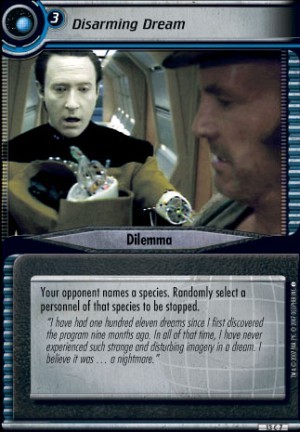 3
Disarming Dream
Dilemma
Your opponent names a species. Randomly select a
personnel of that species to be stopped.
"I have had one hundred eleven dreams since I first discovered
the program nine months ago. In all of that time, I have never
experienced such strange and disturbing imagery in a dream. I
believe it was . . . a nightmare."